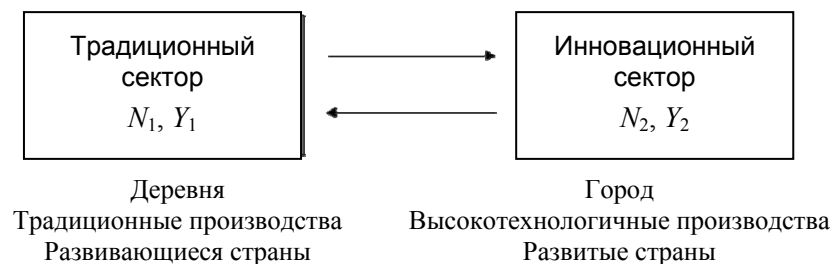 Традиционный
сектор
N₁, Y₁
Инновационный
сектор
N₂, Y₂
Деревня
Традиционные производства
Развивающиеся страны
Город
Высокотехнологичные производства
Развитые страны